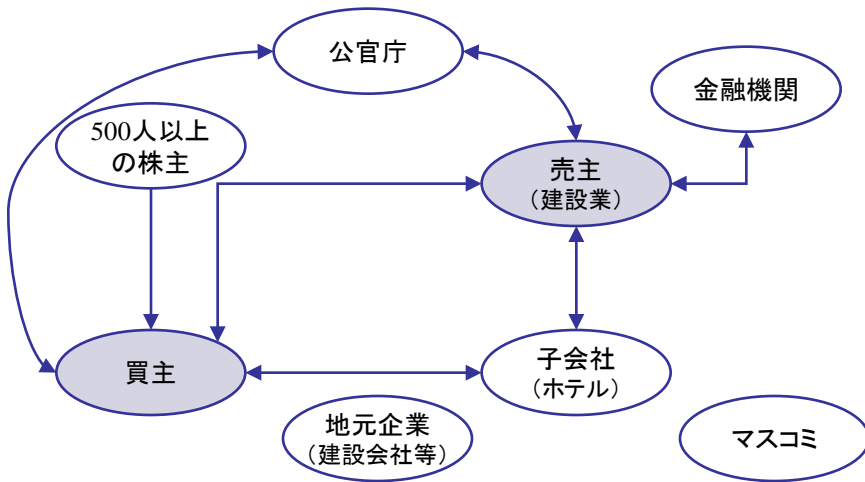 公官庁
金融機関
500人以上
の株主
売主
（建設業）
買主
子会社
（ホテル）
地元企業
（建設会社等）
マスコミ